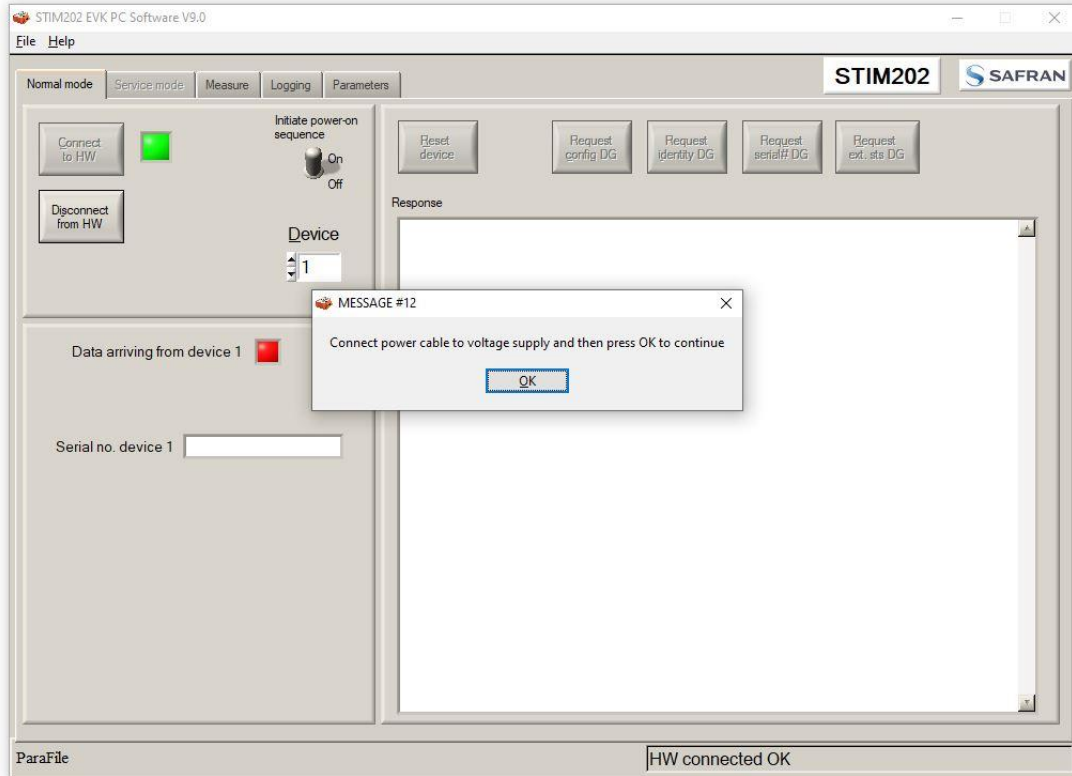 STIM202 EVK PC Software V9.0
File Help
Normal mode
Service mode
Measure
Logging
Parameters
STIM202
SAFRAN
Connect
to HW
Initiate power-on
sequence
On
Off
Disconnect
from HW
Device
1
Reset
device
Request
config DG
Request
identity DG
Request
serial# DG
Request
ext. sts DG
Response
MESSAGE #12
Connect power cable to voltage supply and then press OK to continue
OK
Data arriving from device 1
Serial no. device 1
ParaFile
HW connected OK